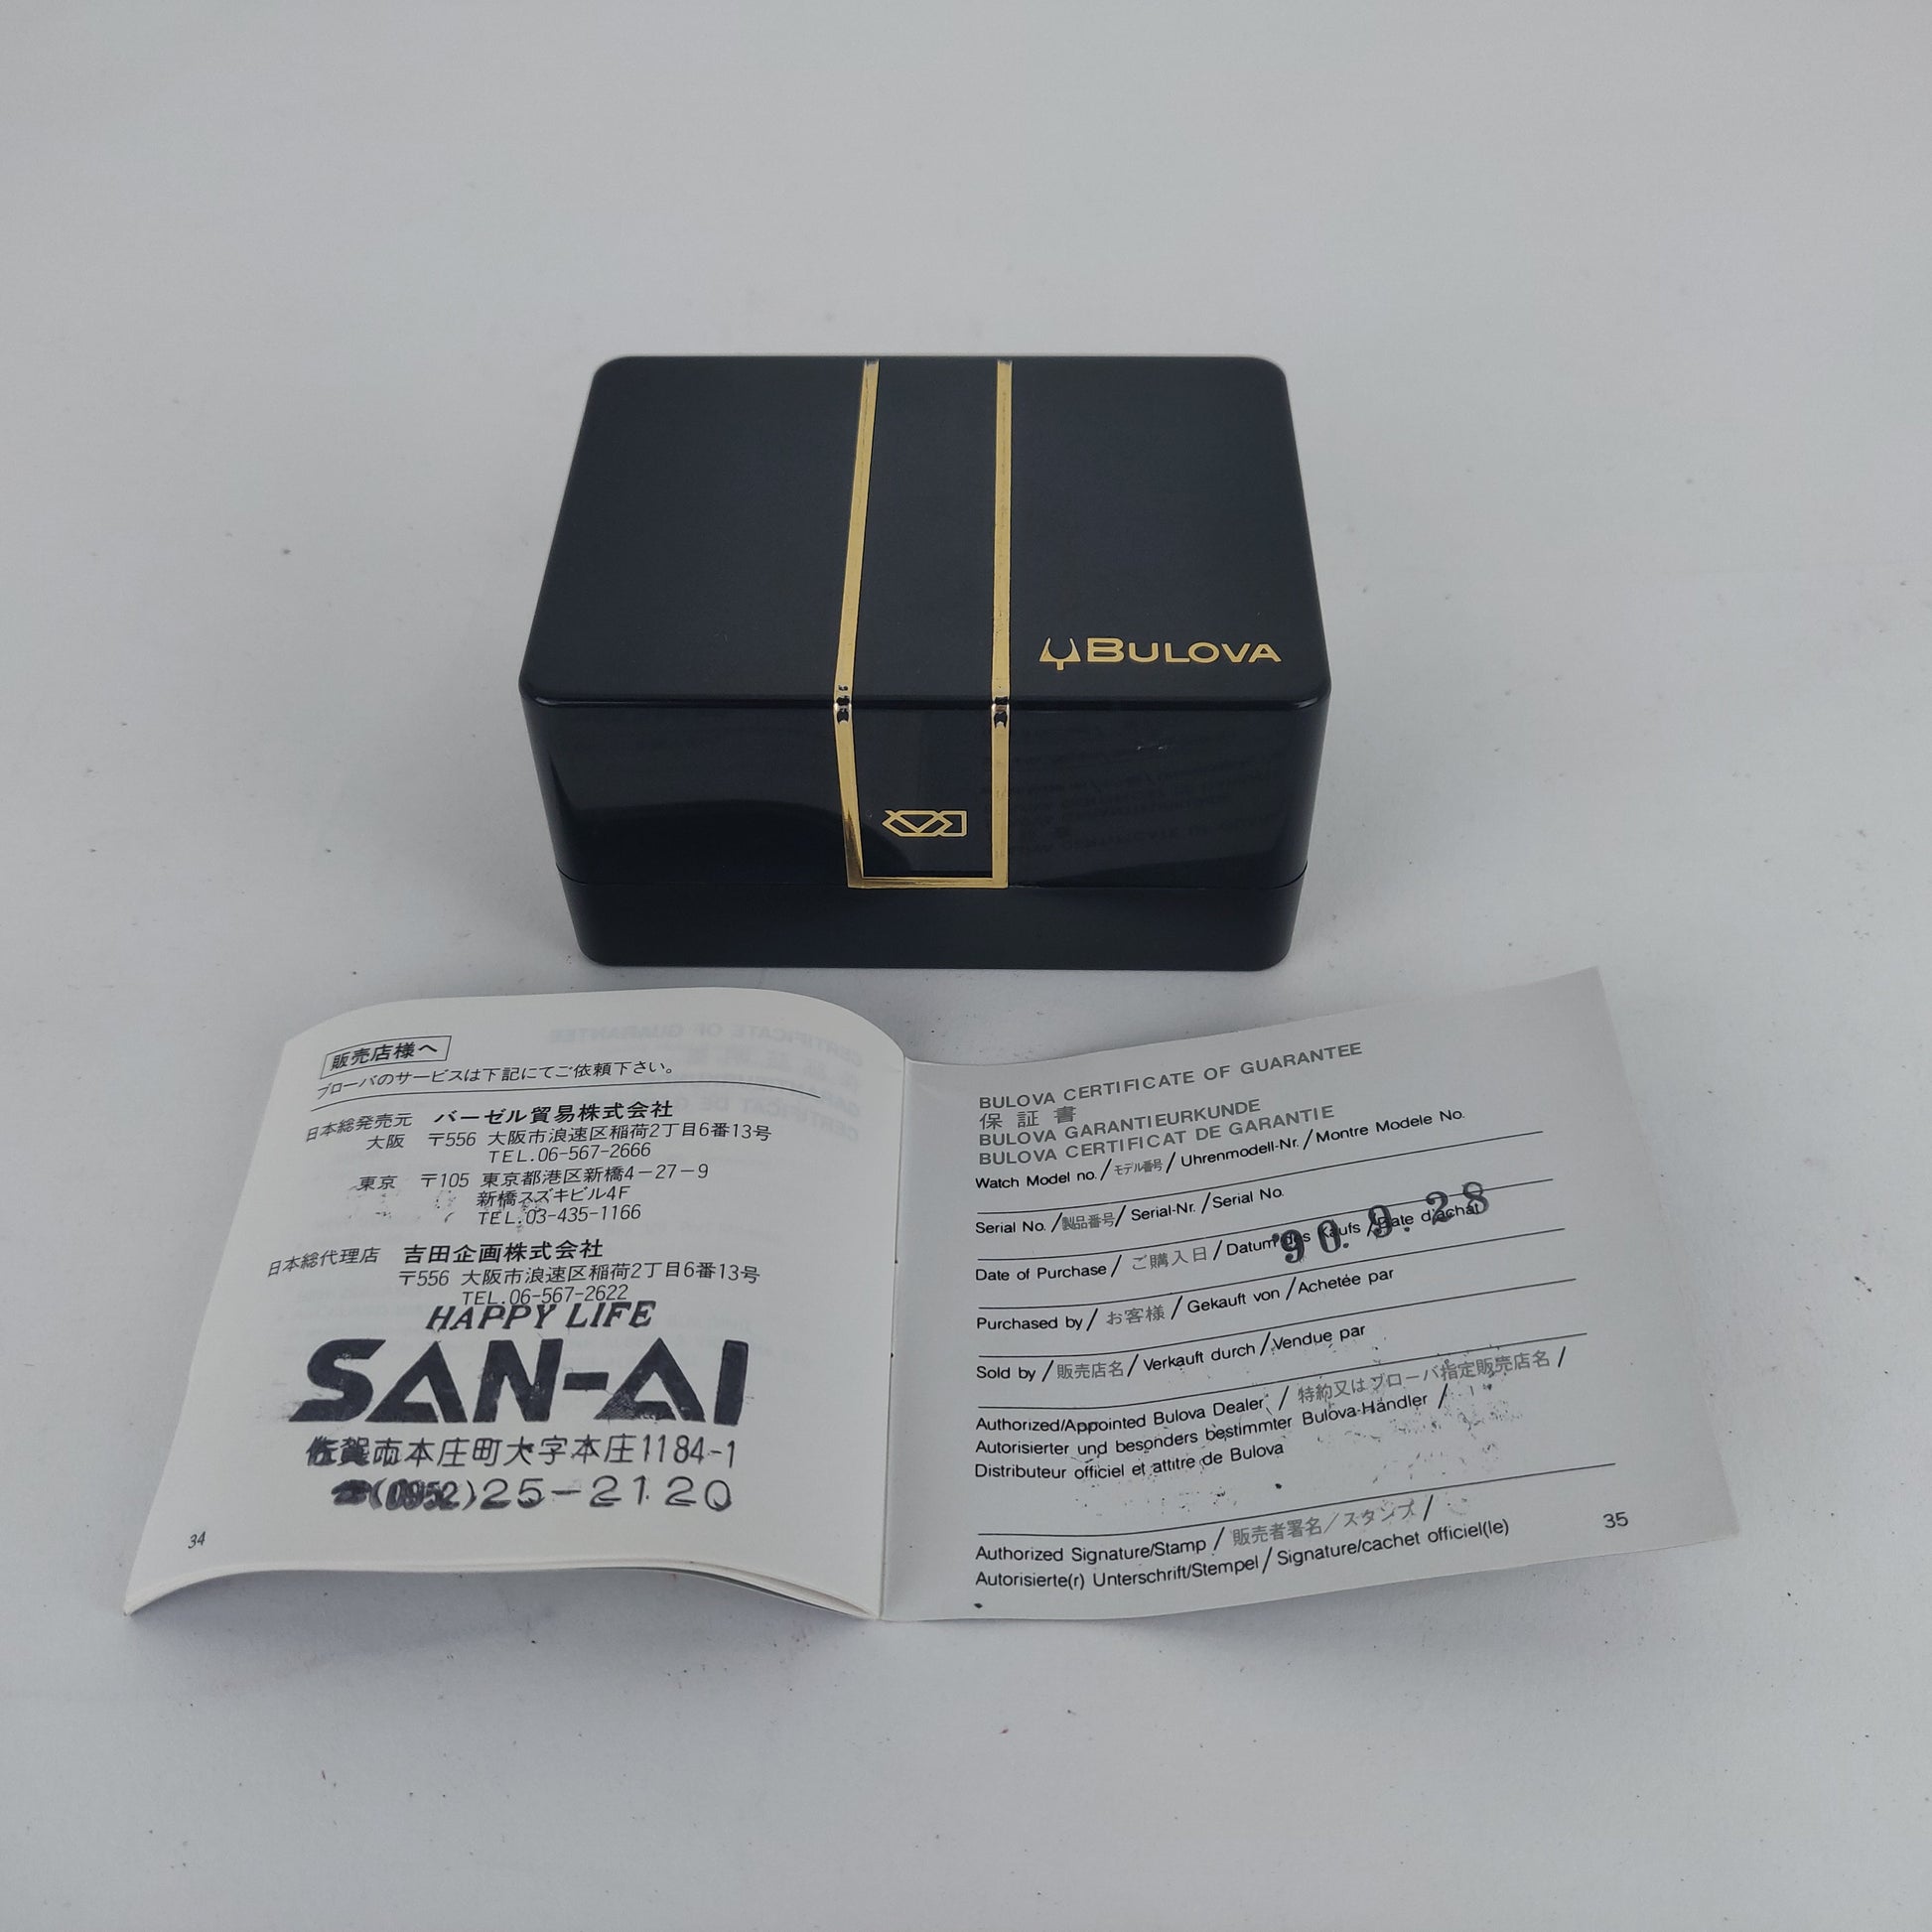 BULOVA
販売店様へ
ブローバのサービスは下記にてご依頼下さい。
日本総発売元 バーゼル貿易株式会社
大阪 〒556 大阪市浪速区稲荷2丁目6番13号
TEL.06-567-2666
東京 〒105 東京都港区新橋4-27-9
新橋スズキビル4F
TEL.03-435-1166
日本総代理店 吉田企画株式会社
〒556 大阪市浪速区稲荷2丁目6番13号
TEL.06-567-2622
HAPPY LIFE
SAN-AI
佐賀市本庄町大字本庄1184-1
☎(0952)25-2120
34
BULOVA CERTIFICATE OF GUARANTEE
保証書
BULOVA GARANTIEURKUNDE
BULOVA CERTIFICAT DE GARANTIE
Watch Model no./モデル番号/Uhrenmodell-Nr./Montre Modele No.
Serial No./製品番号/Serial-Nr./Serial No.
'90. 9. 28
Date of Purchase/ご購入日/Datum des Kaufs/Date d'achat
Purchased by/お客様/Gekauft von/Achetée par
Sold by/販売店名/Verkauft durch/Vendue par
Authorized/Appointed Bulova Dealer/特約又はブローバ指定販売店名/
Autorisierter und besonders bestimmter Bulova-Händler/
Distributeur officiel et attitre de Bulova
Authorized Signature/Stamp/販売者署名/スタンプ/
Autorisierte(r) Unterschrift/Stempel/Signature/cachet officiel(le)
35